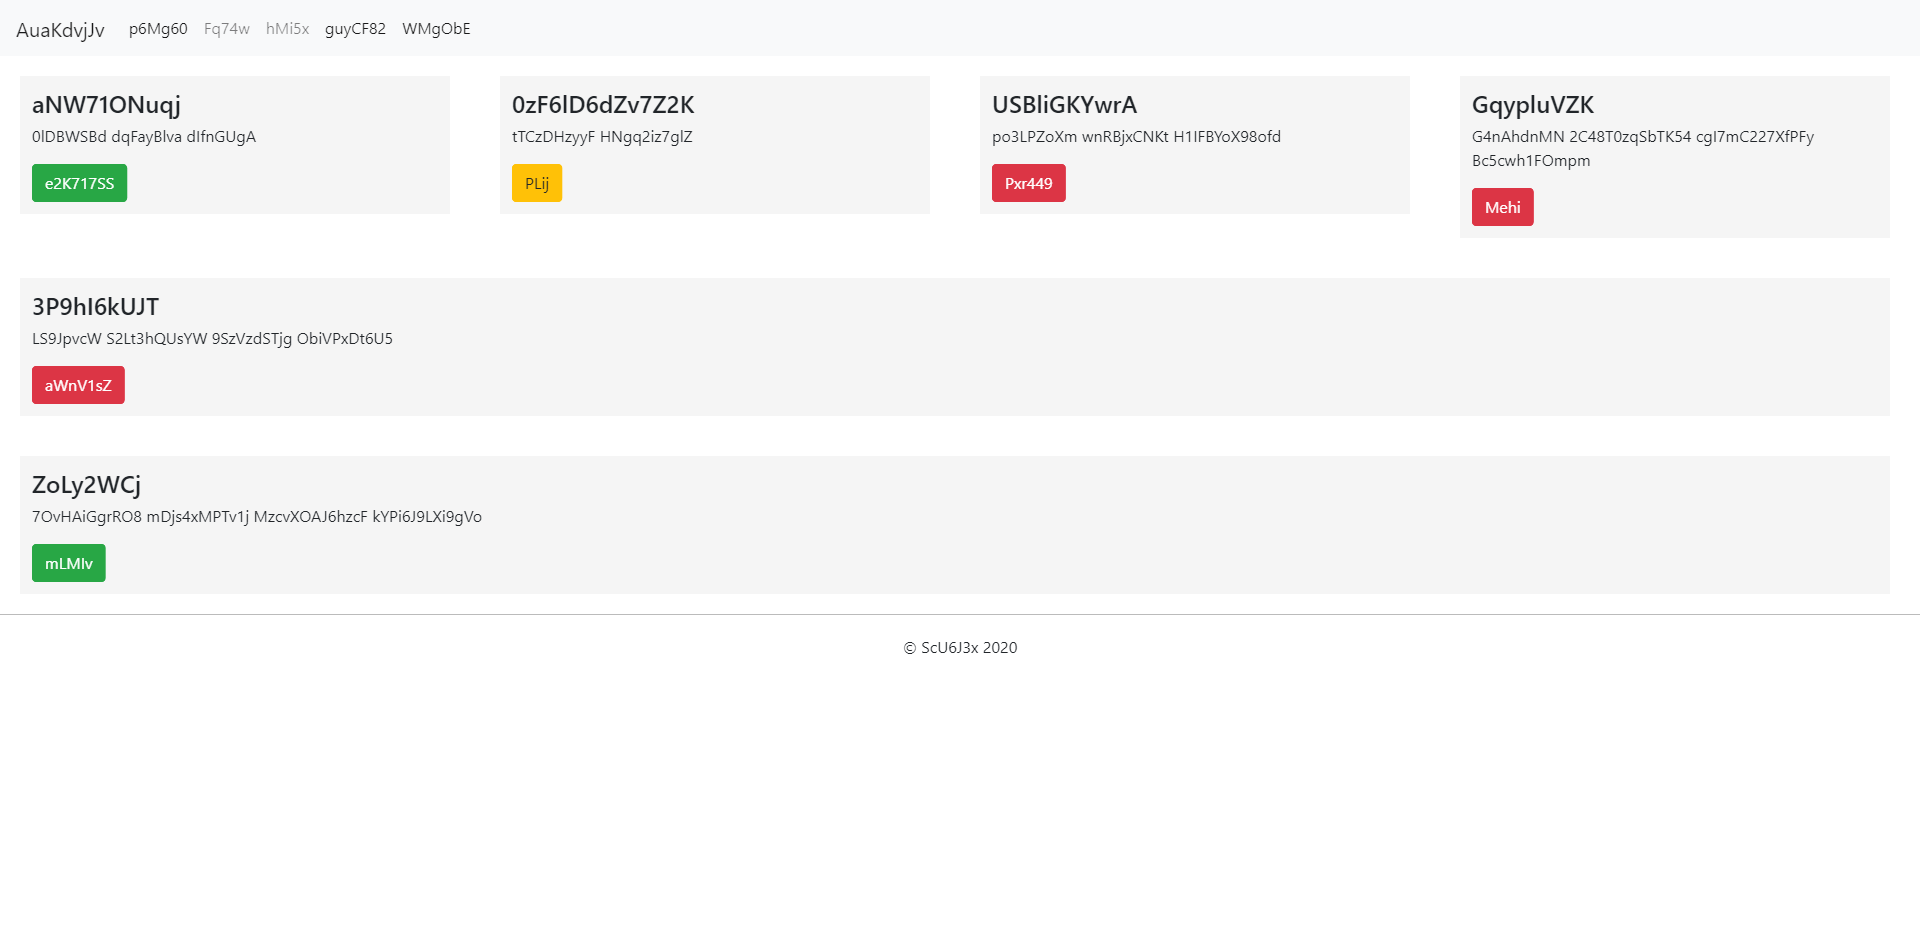 AuaKdvjJv p6Mg60 Fq74w hMi5x guyCF82 WMgObE
aNW71ONuqj
0lDBWSBd dqFayBlva dIfnGUgA
e2K717SS
0zF6lD6dZv7Z2K
tTCzDHzyyF HNgq2iz7glZ
PLij
USBliGKYwrA
po3LPZoXm wnRBjxCNKt H1IFBYoX98ofd
Pxr449
GqypluVZK
G4nAhdnMN 2C48T0zqSbTK54 cgI7mC227XfPFy
Bc5cwh1FOmpm
Mehi
3P9hI6kUJT
LS9JpvcW S2Lt3hQUsYW 9SzVzdSTjg ObiVPxDt6U5
aWnV1sZ
ZoLy2WCj
7OvHAiGgrRO8 mDjs4xMPTv1j MzcvXOAJ6hzcF kYPi6J9LXi9gVo
mLMlv
© ScU6J3x 2020